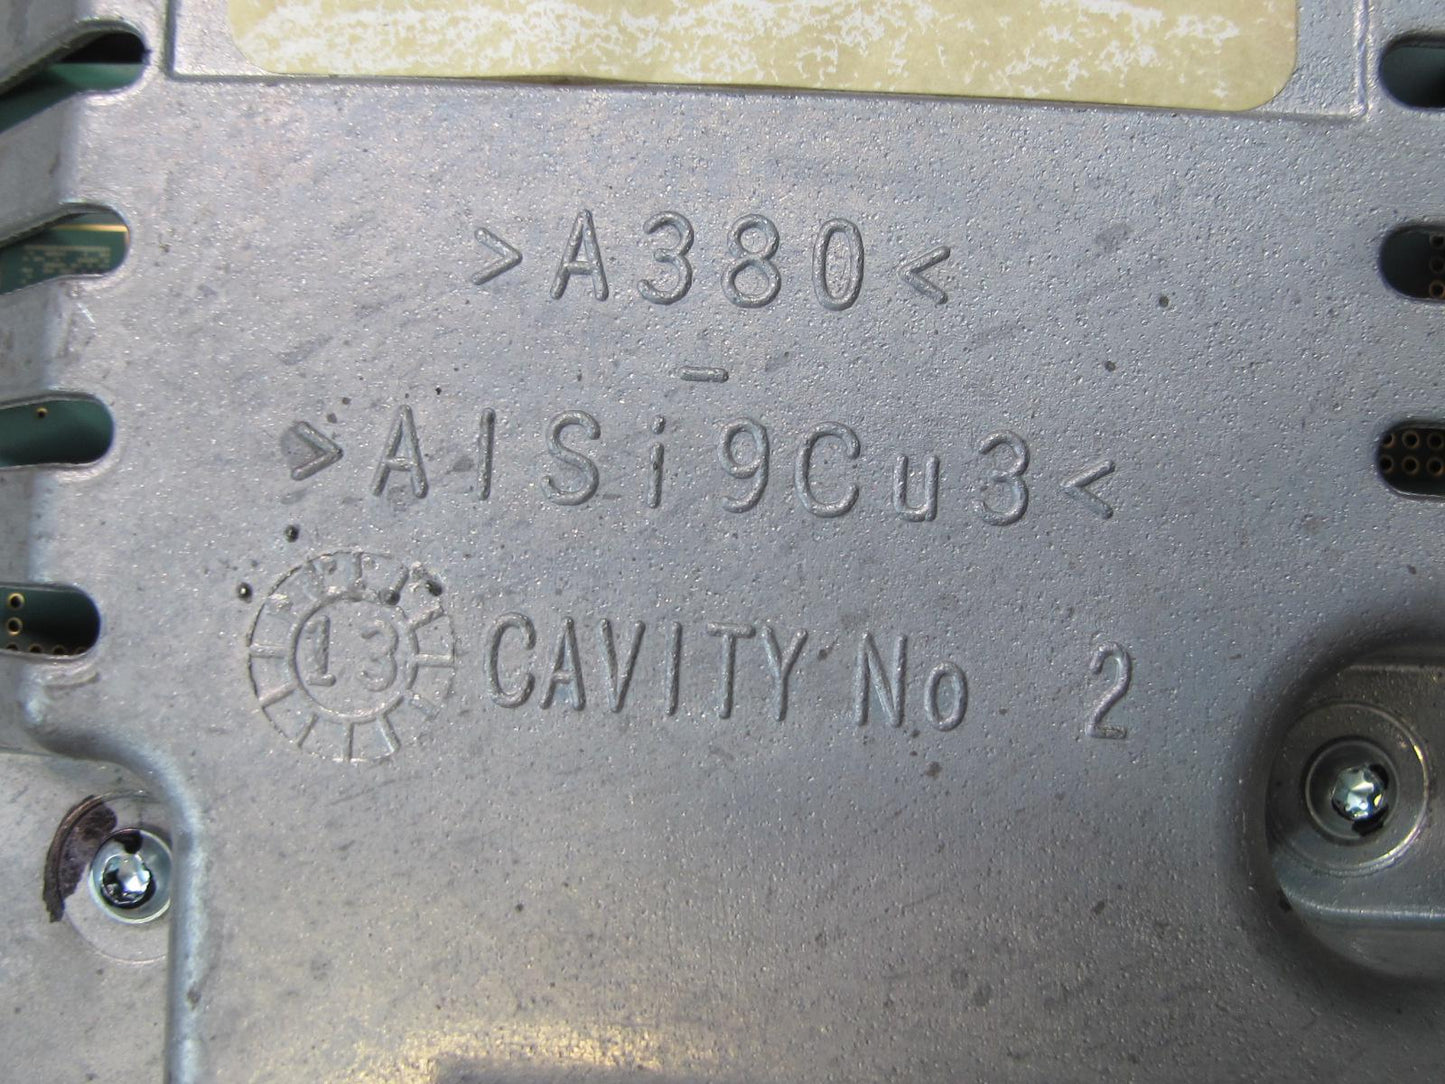 >A380<
-
>AlSi9Cu3<
13 CAVITY No 2